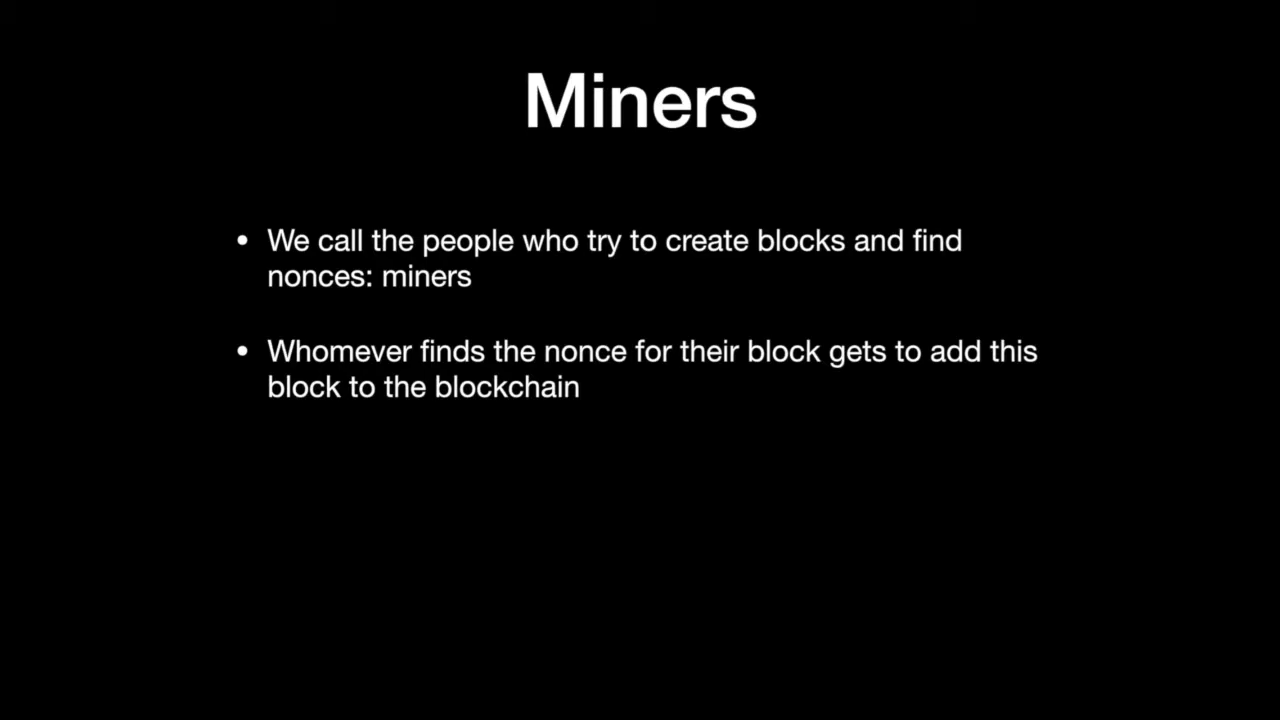 Miners
• We call the people who try to create blocks and find
nonces: miners
• Whomever finds the nonce for their block gets to add this
block to the blockchain